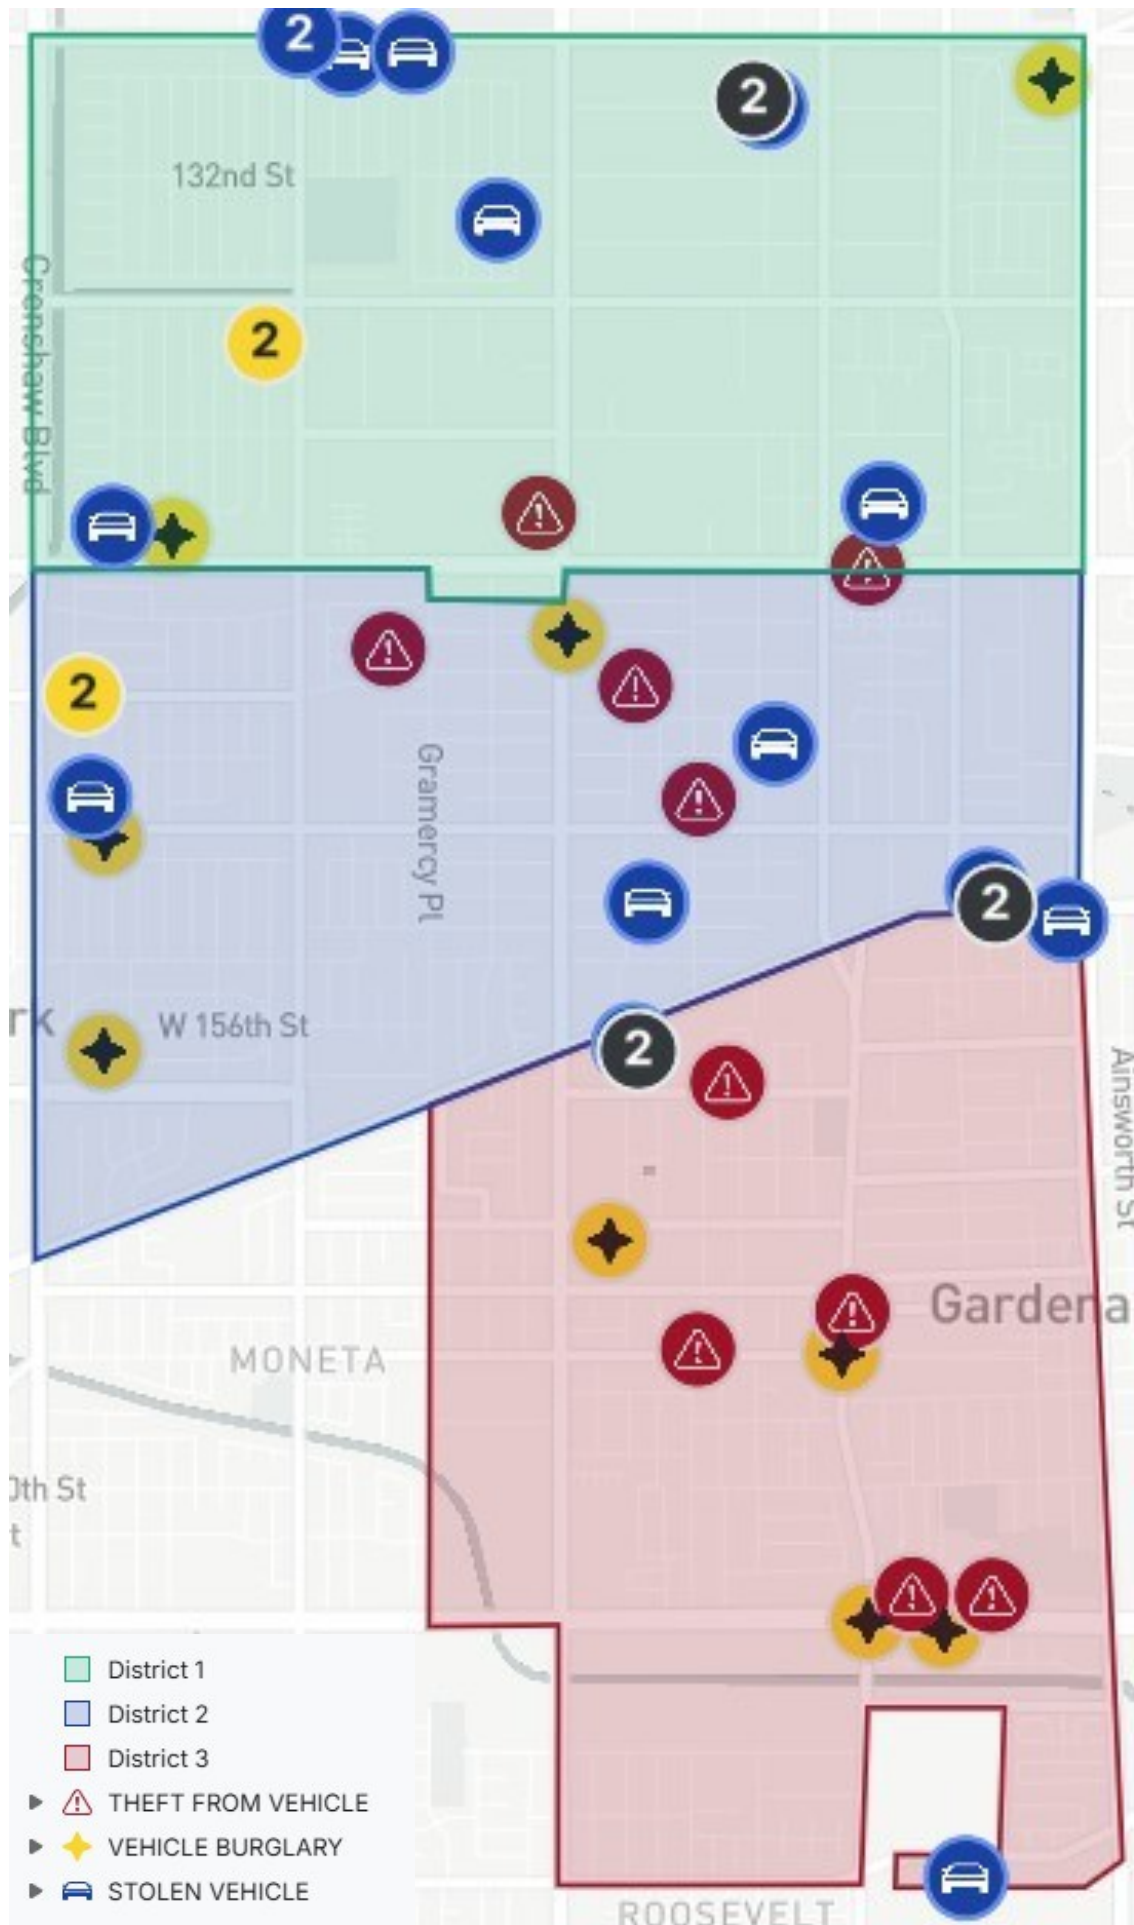 2
2
132nd St
Crenshaw Blvd
2
2
Gramercy Pl
2
rk
W 156th St
2
Ainsworth St
Gardena
MONETA
0th St
t
District 1
District 2
District 3
THEFT FROM VEHICLE
VEHICLE BURGLARY
STOLEN VEHICLE
ROOSEVELT